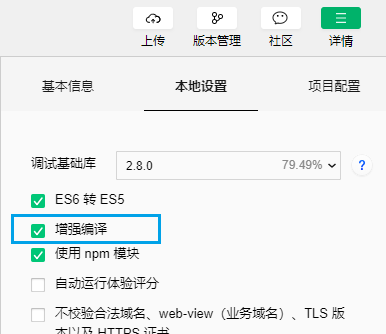 上传 版本管理 社区 详情
基本信息 本地设置 项目配置
调试基础库 2.8.0 79.49% ?
ES6 转 ES5
增强编译
使用 npm 模块
自动运行体验评分
不校验合法域名、web-view（业务域名）、TLS 版
本以及 HTTPS 证书